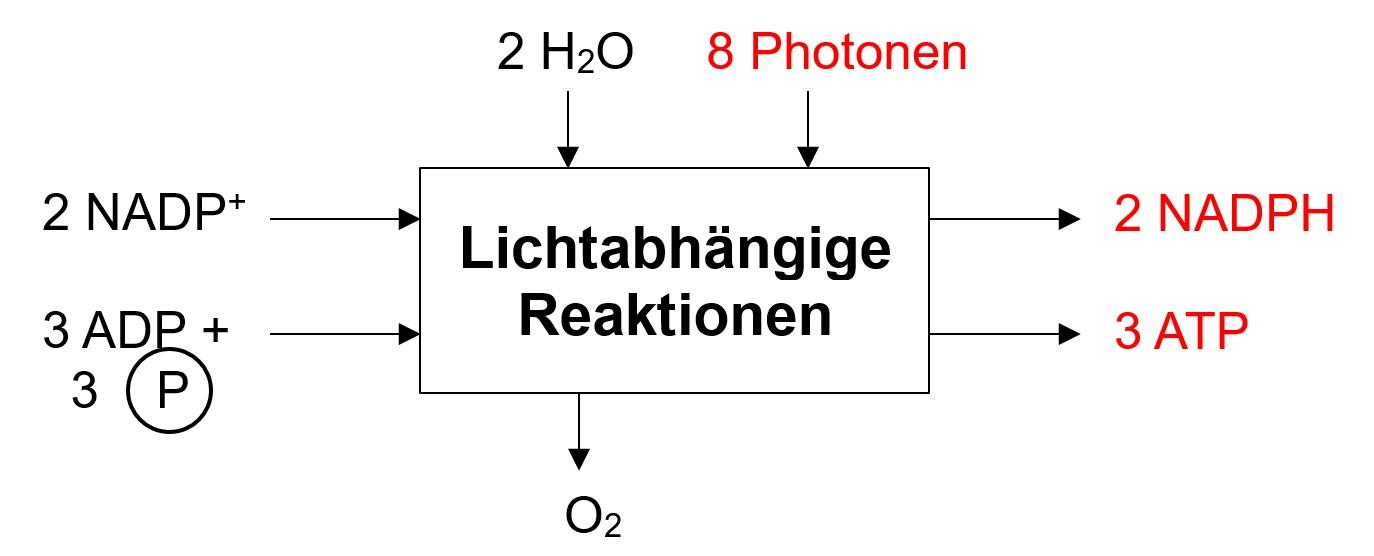 2 H₂O 8 Photonen
2 NADP⁺
Lichtabhängige
Reaktionen
2 NADPH
3 ADP +
3 P
3 ATP
O₂